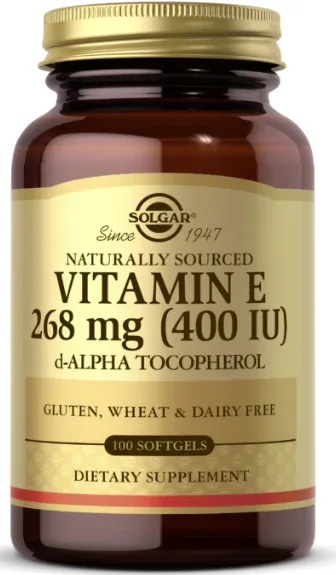 SOLGAR®
Since 1947
NATURALLY SOURCED
VITAMIN E
268 mg (400 IU)
d-ALPHA TOCOPHEROL
GLUTEN, WHEAT & DAIRY FREE
100 SOFTGELS
DIETARY SUPPLEMENT